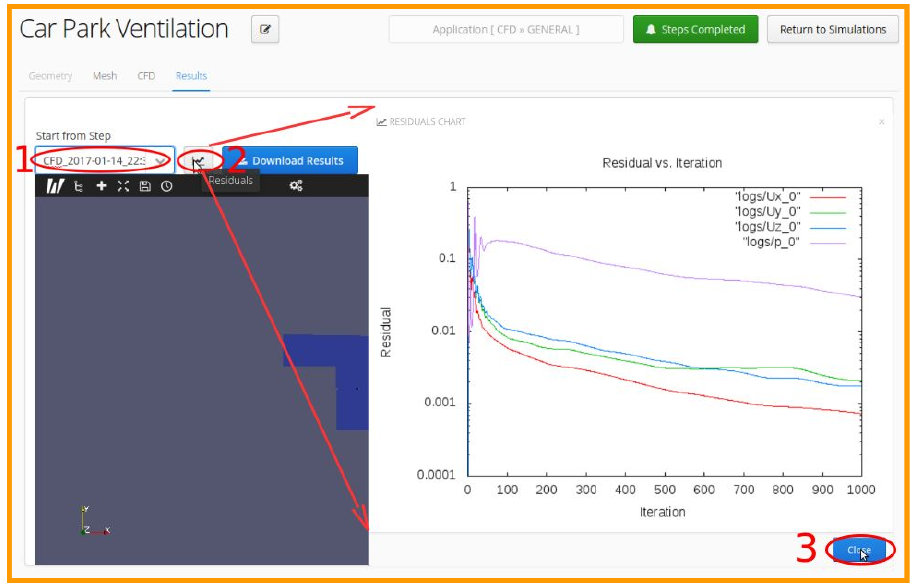 Car Park Ventilation
Application [ CFD » GENERAL ]
Steps Completed
Return to Simulations
Geometry
Mesh
CFD
Results
RESIDUALS CHART
x
Start from Step
1
CFD_2017-01-14_22:3
2
Download Results
Residuals
Residual vs. Iteration
"logs/Ux_0"
"logs/Uy_0"
"logs/Uz_0"
"logs/p_0"
1
0.1
0.01
0.001
0.0001
Residual
0 100 200 300 400 500 600 700 800 900 1000
Iteration
Y
Z X
3
Close